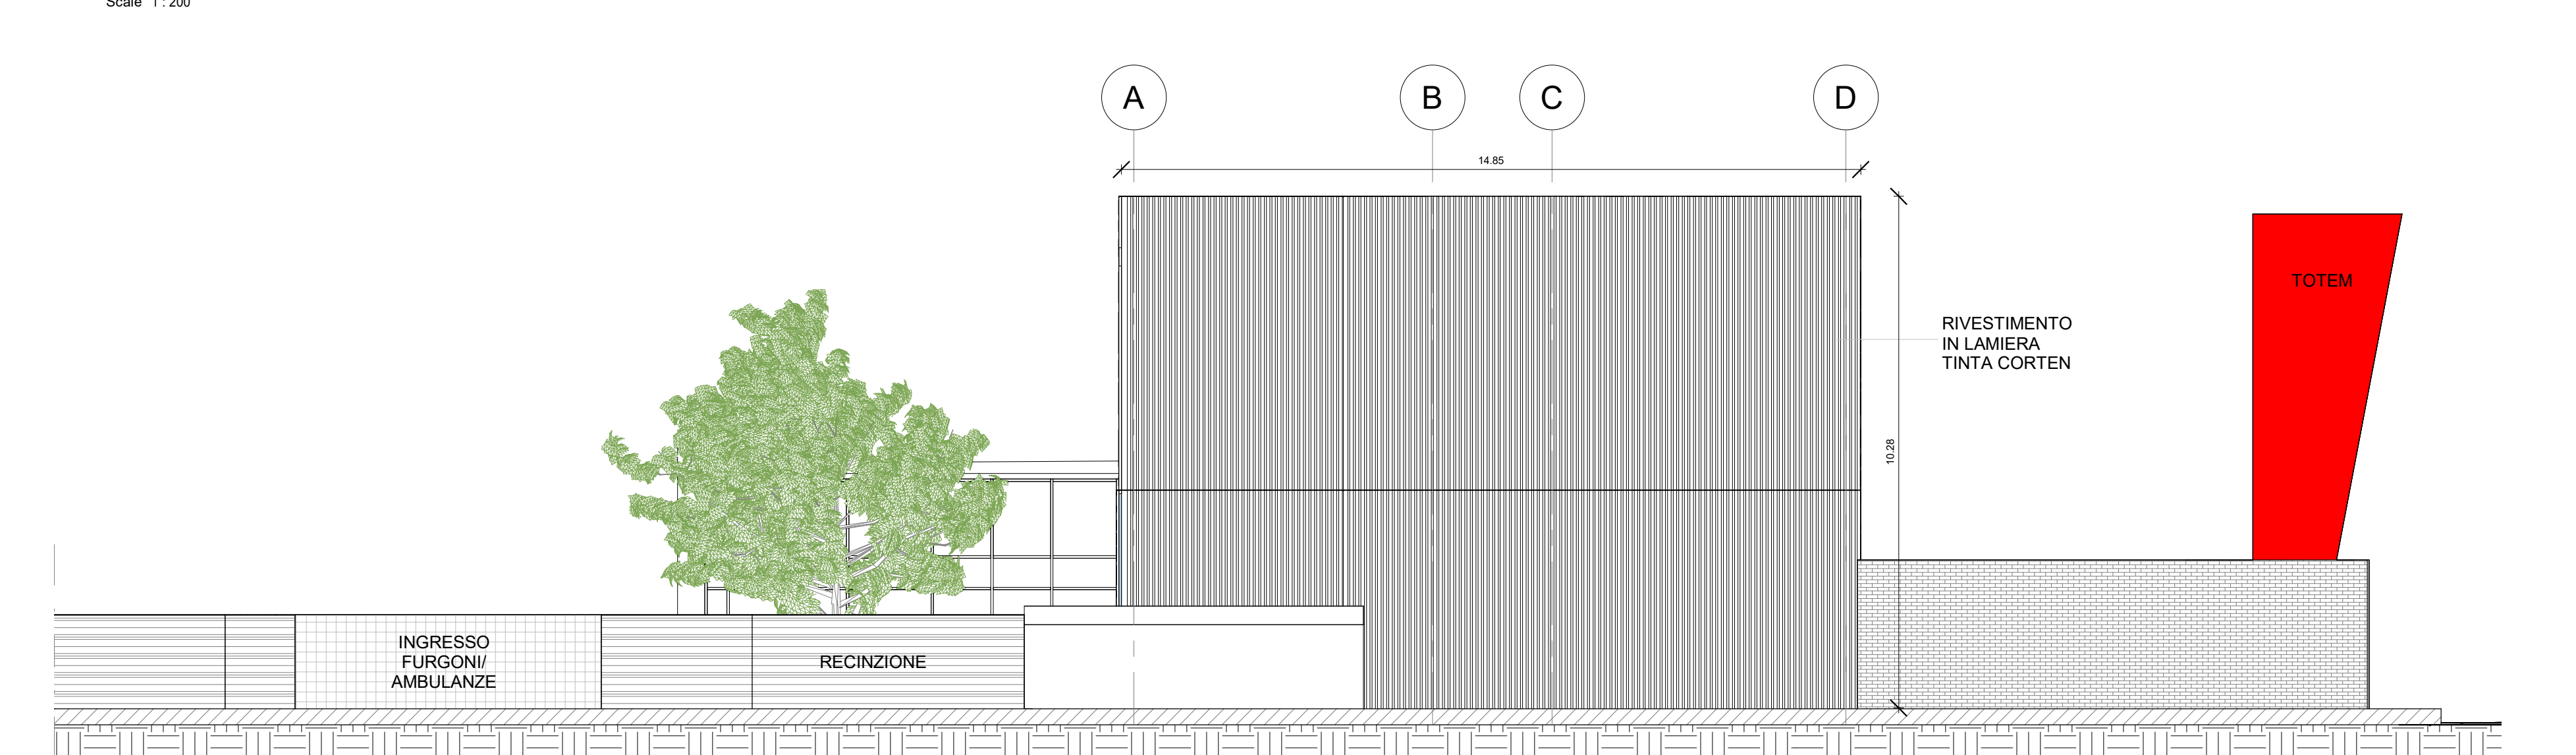 Scale 1 : 200
A
B
C
D
14.85
TOTEM
RIVESTIMENTO
IN LAMIERA
TINTA CORTEN
10.28
INGRESSO
FURGONI/
AMBULANZE
RECINZIONE